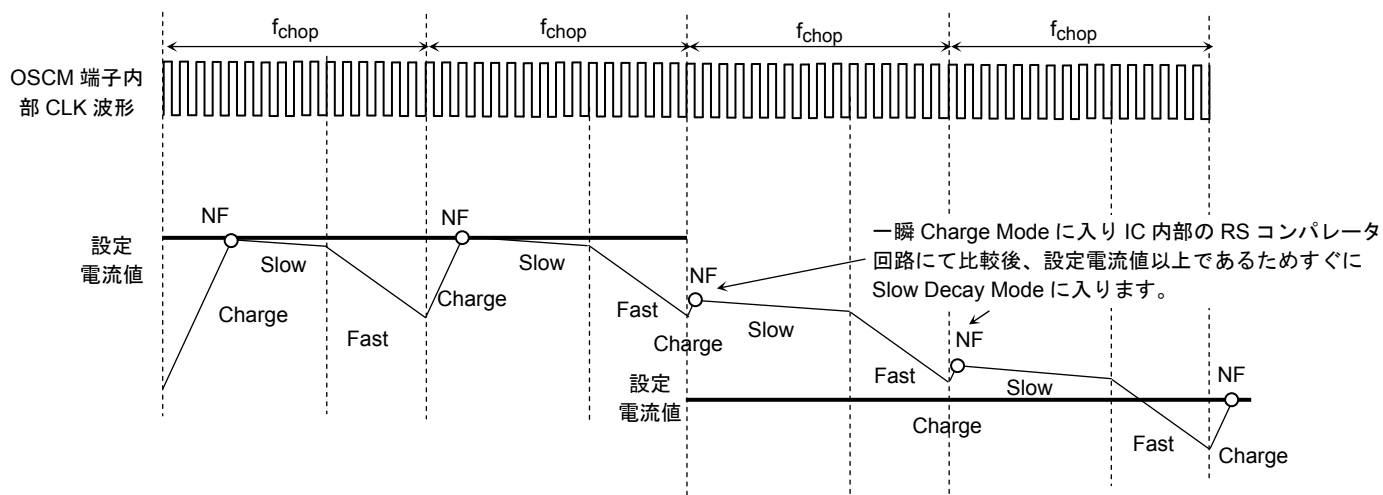 fchop fchop fchop fchop
OSCM 端子内
部 CLK 波形
NF NF
設定
電流値
Slow Slow
Charge Charge
Fast Fast
一瞬 Charge Mode に入り IC 内部の RS コンパレータ
回路にて比較後、設定電流値以上であるためすぐに
Slow Decay Mode に入ります。
NF
Slow
Charge
NF
Fast
Slow
設定
電流値
NF
Charge
Fast
Charge